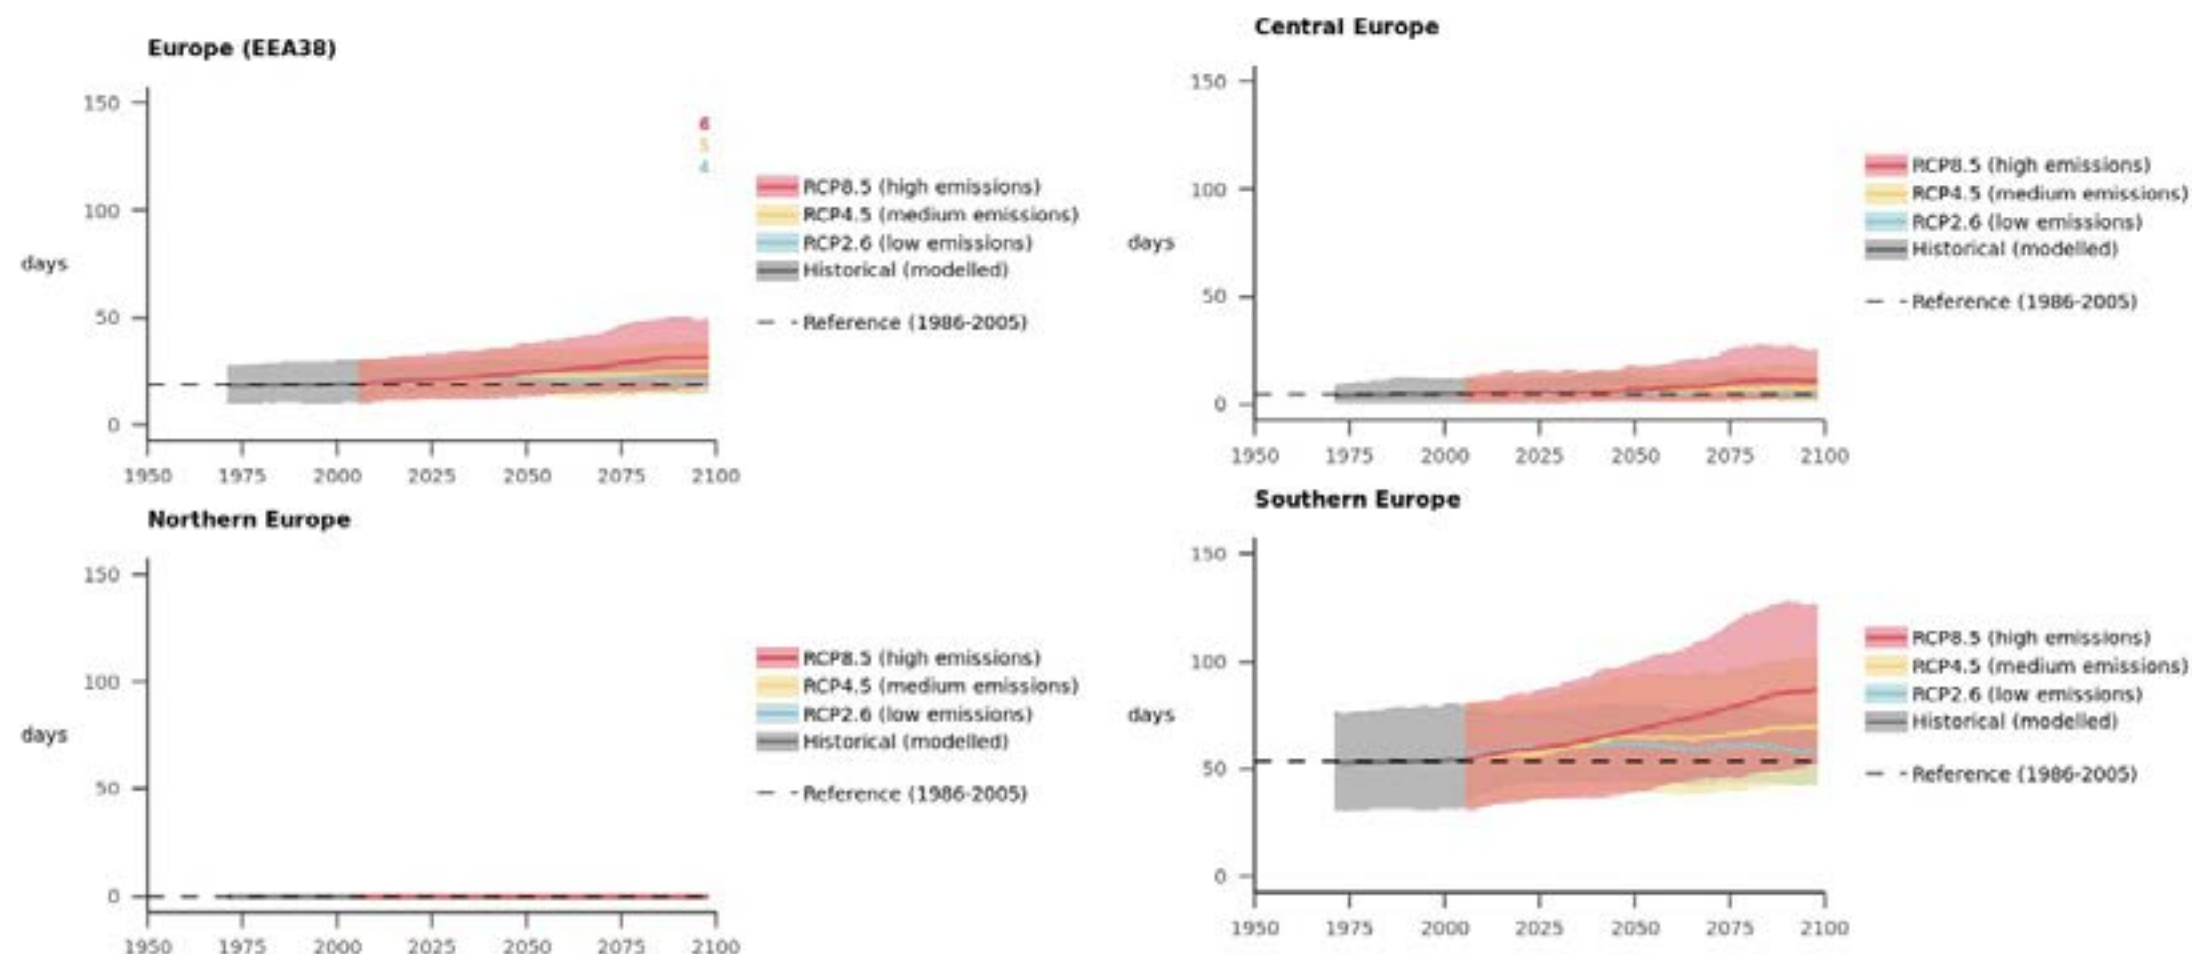 Europe (EEA38)
150
100
50
0
days
1950 1975 2000 2025 2050 2075 2100
6
5
4
RCP8.5 (high emissions)
RCP4.5 (medium emissions)
RCP2.6 (low emissions)
Historical (modelled)
Reference (1986-2005)
Central Europe
150
100
50
0
days
1950 1975 2000 2025 2050 2075 2100
RCP8.5 (high emissions)
RCP4.5 (medium emissions)
RCP2.6 (low emissions)
Historical (modelled)
Reference (1986-2005)
Northern Europe
150
100
50
0
days
1950 1975 2000 2025 2050 2075 2100
RCP8.5 (high emissions)
RCP4.5 (medium emissions)
RCP2.6 (low emissions)
Historical (modelled)
Reference (1986-2005)
Southern Europe
150
100
50
0
days
1950 1975 2000 2025 2050 2075 2100
RCP8.5 (high emissions)
RCP4.5 (medium emissions)
RCP2.6 (low emissions)
Historical (modelled)
Reference (1986-2005)